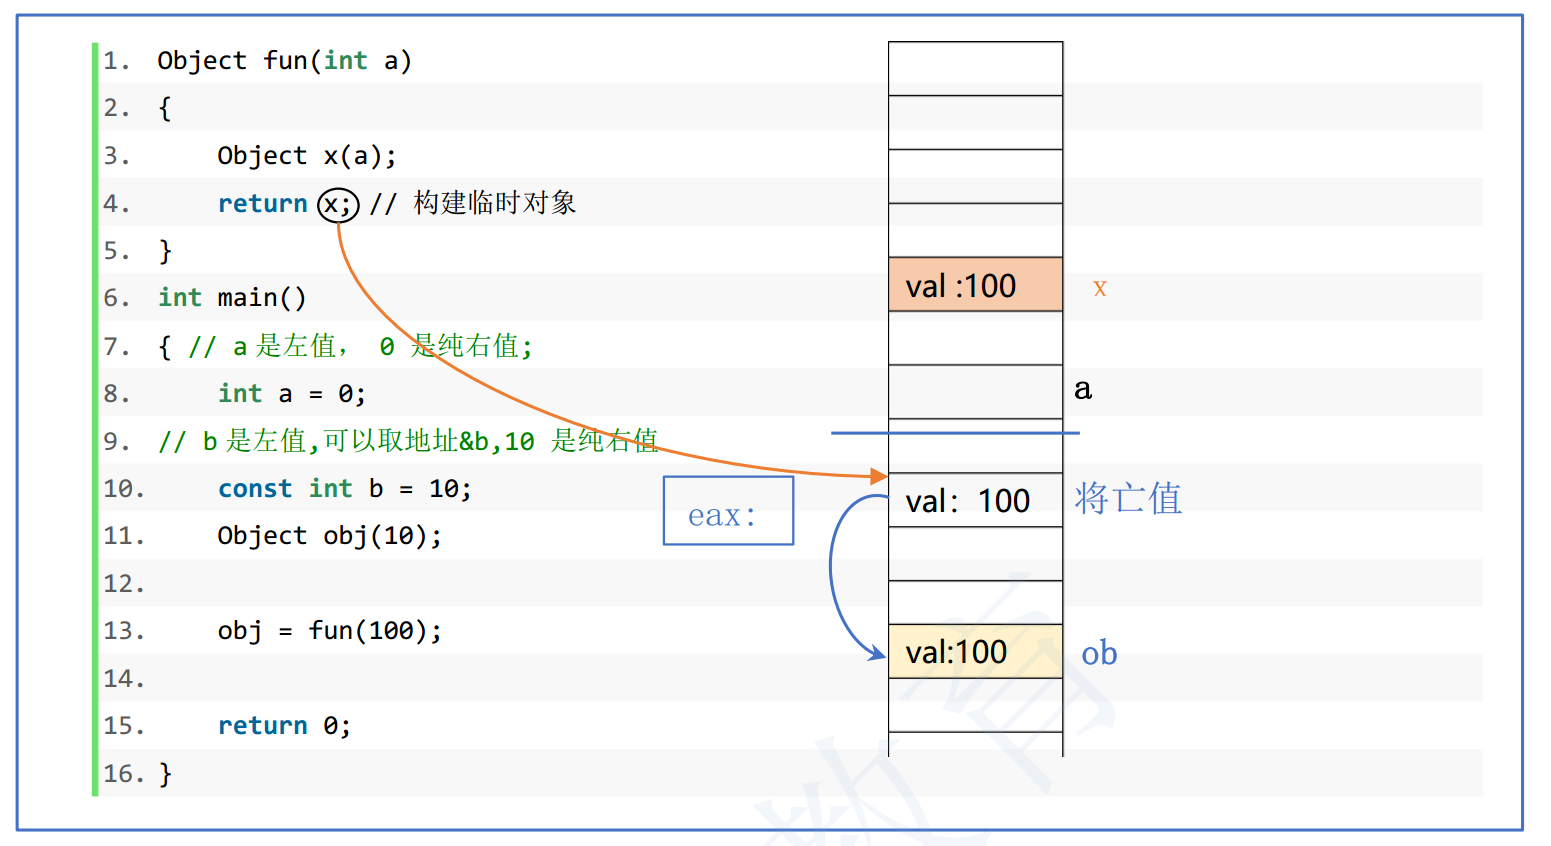 1. Object fun(int a)
2. {
3. Object x(a);
4. return x; // 构建临时对象
5. }
6. int main()
7. { // a 是左值， 0 是纯右值;
8. int a = 0;
9. // b 是左值,可以取地址&b,10 是纯右值
10. const int b = 10;
11. Object obj(10);
12.
13. obj = fun(100);
14.
15. return 0;
16. }
val :100 x
a
eax:
val: 100 将亡值
val:100 ob
教育